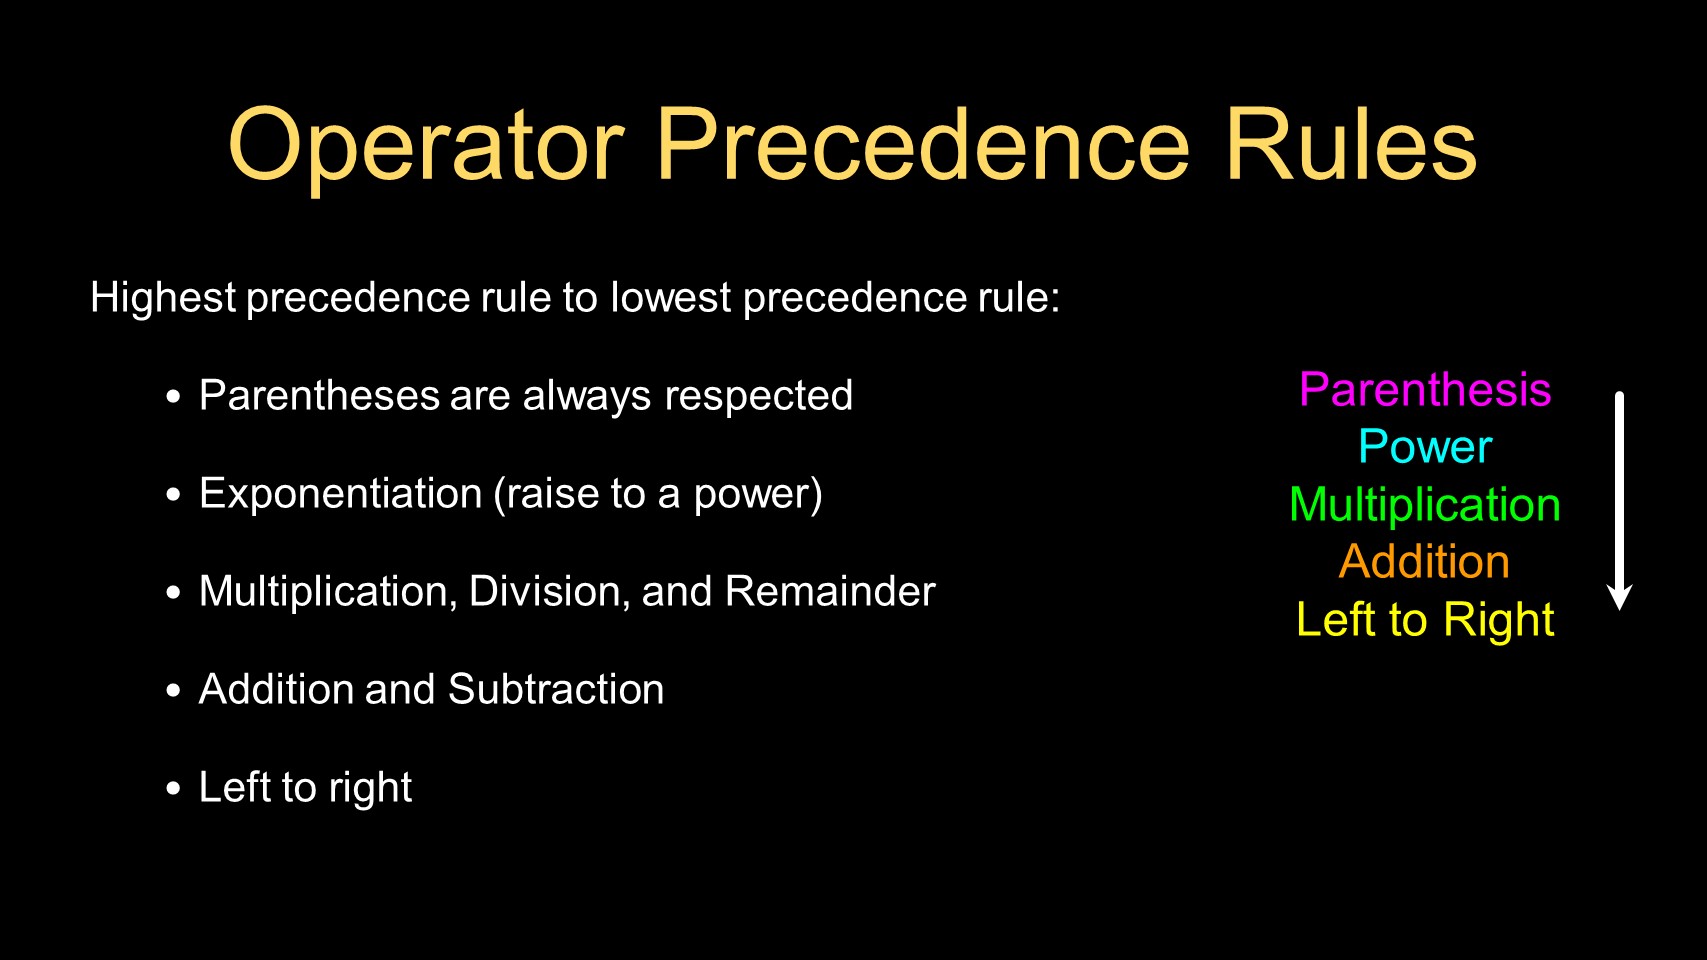 Operator Precedence Rules
Highest precedence rule to lowest precedence rule:
• Parentheses are always respected
• Exponentiation (raise to a power)
• Multiplication, Division, and Remainder
• Addition and Subtraction
• Left to right
Parenthesis
Power
Multiplication
Addition
Left to Right